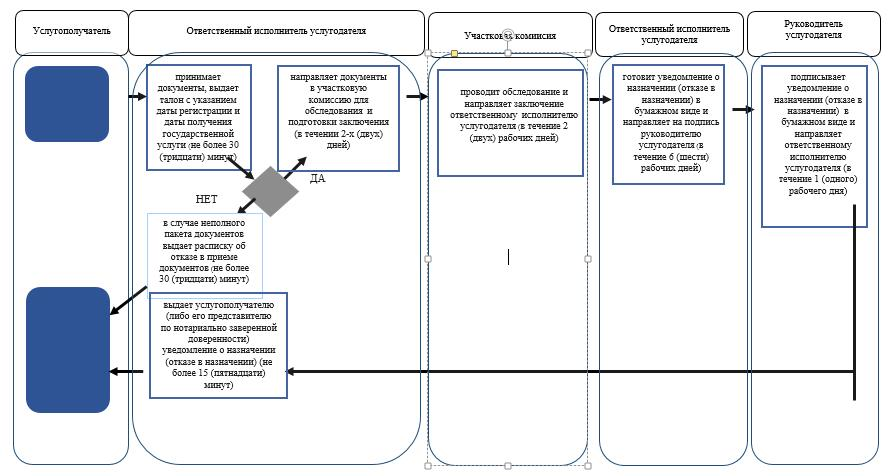 Услугополучатель
Ответственный исполнитель услугодателя
Участковая комиссия
Ответственный исполнитель
услугодателя
Руководитель
услугодателя
принимает
документы, выдает
талон с указанием
даты регистрации и
даты получения
государственной
услуги (не более 30
(тридцати) минут)
направляет документы
в участковую
комиссию для
обследования и
подготовки заключения
(в течении 2-х (двух)
дней)
проводит обследование и
направляет заключение
ответственному исполнителю
услугодателя (в течение 2
(двух) рабочих дней)
готовит уведомление о
назначении (отказе в
назначении) в
бумажном виде и
направляет на подпись
руководителю
услугодателя (в
течение 6 (шести)
рабочих дней)
подписывает
уведомление о
назначении (отказе в
назначении) в
бумажном виде и
направляет
ответственному
исполнителю
услугодателя (в
течение 1 (одного)
рабочего дня)
ДА
НЕТ
в случае неполного
пакета документов
выдает расписку об
отказе в приеме
документов (не более
30 (тридцати) минут)
выдает услугополучателю
(либо его представителю
по нотариально заверенной
доверенности)
уведомление о назначении
(отказе в назначении) (не
более 15 (пятнадцати)
минут)